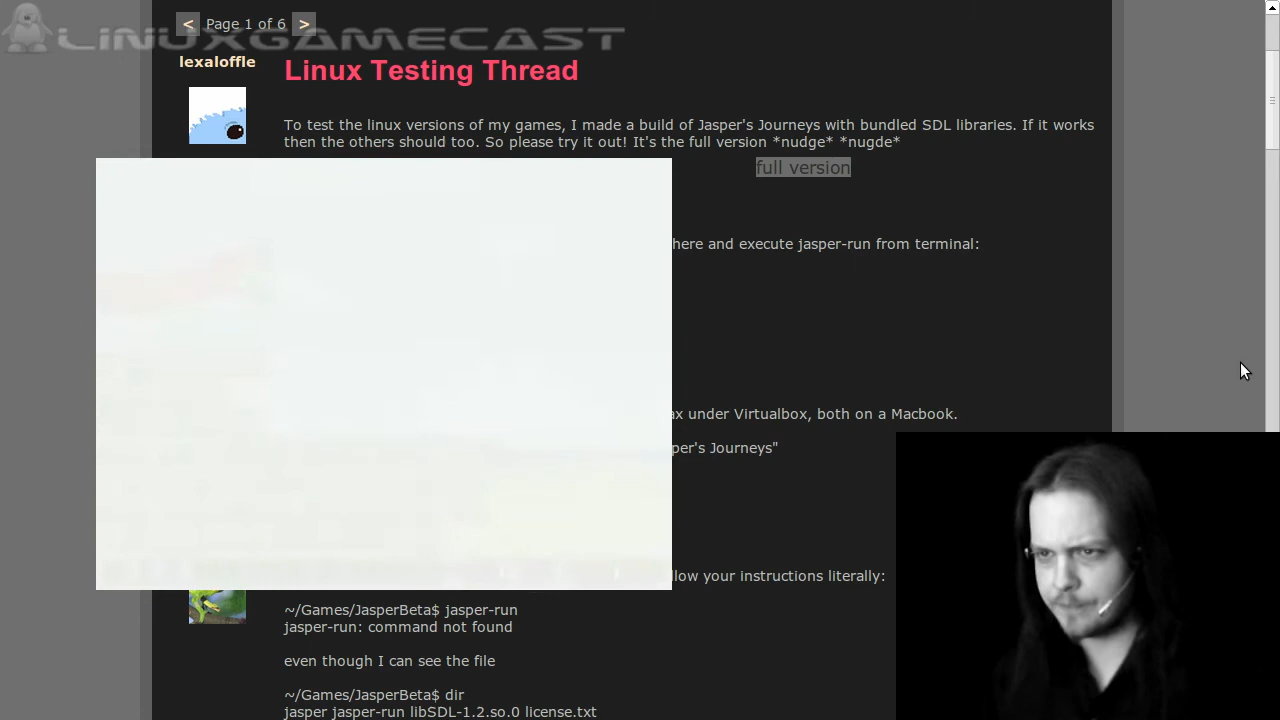 < Page 1 of 6 >
LINUXGAMECAST
lexaloffle
Linux Testing Thread
To test the linux versions of my games, I made a build of Jasper's Journeys with bundled SDL libraries. If it works
then the others should too. So please try it out! It's the full version *nudge* *nugde*
full version
here and execute jasper-run from terminal:
under Virtualbox, both on a Macbook.
Journeys"
your instructions literally:
~/Games/JasperBeta$ jasper-run
jasper-run: command not found
even though I can see the file
~/Games/JasperBeta$ dir
jasper jasper-run libSDL-1.2.so.0 license.txt